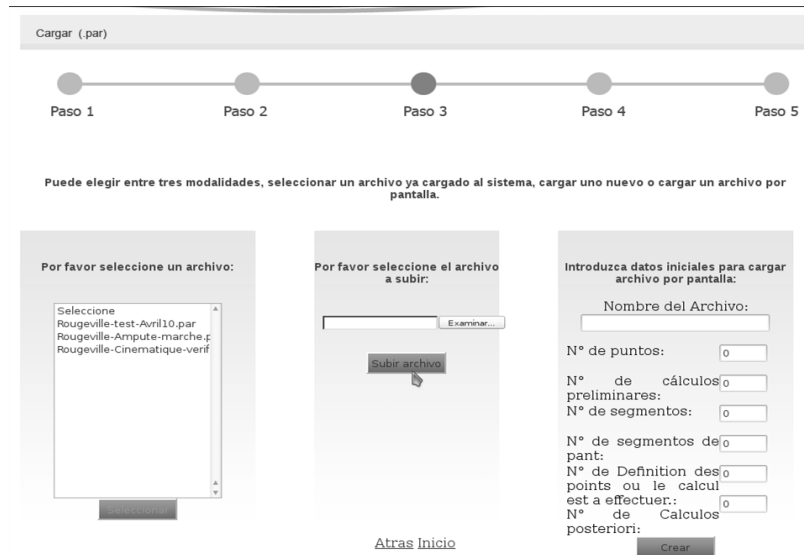 Cargar (.par)
Paso 1
Paso 2
Paso 3
Paso 4
Paso 5
Puede elegir entre tres modalidades, seleccionar un archivo ya cargado al sistema, cargar uno nuevo o cargar un archivo por
pantalla.
Por favor seleccione un archivo:
Seleccione
Rougeville-test-Avril10.par
Rougeville-Ampute-marche.p
Rougeville-Cinematique-verif
Seleccionar
Por favor seleccione el archivo
a subir:
Examinar...
Subir archivo
Introduzca datos iniciales para cargar
archivo por pantalla:
Nombre del Archivo:
N° de puntos: 0
N° de cálculos 0
preliminares:
N° de segmentos: 0
N° de segmentos de 0
pant:
N° de Definition des 0
points ou le calcul
est a effectuer.: 0
N° de Calculos
posteriori:
Crear
Atras Inicio